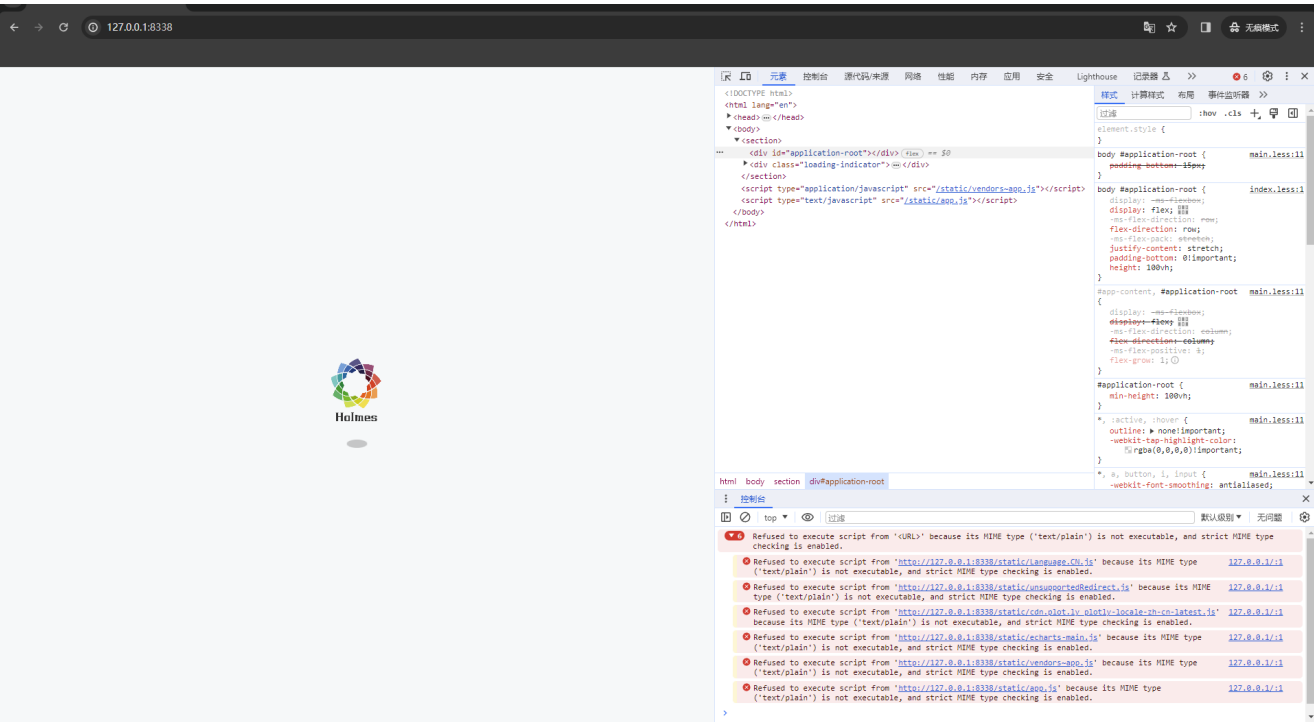 127.0.0.1:8338
无痕模式
元素 控制台 源代码/来源 网络 性能 内存 应用 安全 Lighthouse 记录器 6
<!DOCTYPE html>
<html lang="en">
<head> … </head>
<body>
<section>
… <div id="application-root"></div> flex == $0
<div class="loading-indicator"> … </div>
</section>
<script type="application/javascript" src="/static/vendors~app.js"></script>
<script type="text/javascript" src="/static/app.js"></script>
</body>
</html>
html body section div#application-root
样式 计算样式 布局 事件监听器
过滤 :hov .cls
element.style {
}
body #application-root { main.less:11
padding-bottom: 15px;
}
body #application-root { index.less:1
display: -ms-flexbox;
display: flex;
-ms-flex-direction: row;
flex-direction: row;
-ms-flex-pack: stretch;
justify-content: stretch;
padding-bottom: 0!important;
height: 100vh;
}
#app-content, #application-root main.less:11
{
display: -ms-flexbox;
display: flex;
-ms-flex-direction: column;
flex-direction: column;
-ms-flex-positive: 1;
flex-grow: 1;
}
#application-root { main.less:11
min-height: 100vh;
}
*, :active, :hover { main.less:11
outline: none!important;
-webkit-tap-highlight-color:
rgba(0,0,0,0)!important;
}
*, a, button, i, input { main.less:11
-webkit-font-smoothing: antialiased;
Holmes
控制台
top 过滤 默认级别 无问题
6 Refused to execute script from '<URL>' because its MIME type ('text/plain') is not executable, and strict MIME type
checking is enabled.
Refused to execute script from 'http://127.0.0.1:8338/static/Language.CN.js' because its MIME type 127.0.0.1/:1
('text/plain') is not executable, and strict MIME type checking is enabled.
Refused to execute script from 'http://127.0.0.1:8338/static/unsupportedRedirect.js' because its MIME 127.0.0.1/:1
type ('text/plain') is not executable, and strict MIME type checking is enabled.
Refused to execute script from 'http://127.0.0.1:8338/static/cdn.plot.ly_plotly-locale-zh-cn-latest.js' 127.0.0.1/:1
because its MIME type ('text/plain') is not executable, and strict MIME type checking is enabled.
Refused to execute script from 'http://127.0.0.1:8338/static/echarts-main.js' because its MIME type 127.0.0.1/:1
('text/plain') is not executable, and strict MIME type checking is enabled.
Refused to execute script from 'http://127.0.0.1:8338/static/vendors~app.js' because its MIME type 127.0.0.1/:1
('text/plain') is not executable, and strict MIME type checking is enabled.
Refused to execute script from 'http://127.0.0.1:8338/static/app.js' because its MIME type 127.0.0.1/:1
('text/plain') is not executable, and strict MIME type checking is enabled.